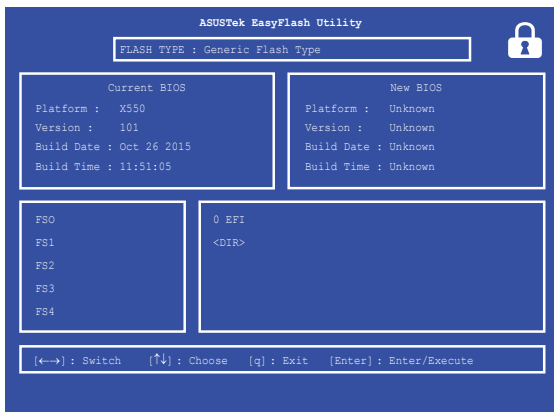 ASUSTek EasyFlash Utility
FLASH TYPE : Generic Flash Type
Current BIOS
Platform : X550
Version : 101
Build Date : Oct 26 2015
Build Time : 11:51:05
New BIOS
Platform : Unknown
Version : Unknown
Build Date : Unknown
Build Time : Unknown
FSO
FS1
FS2
FS3
FS4
0 EFI
<DIR>
[←→] : Switch [↑↓] : Choose [q] : Exit [Enter] : Enter/Execute